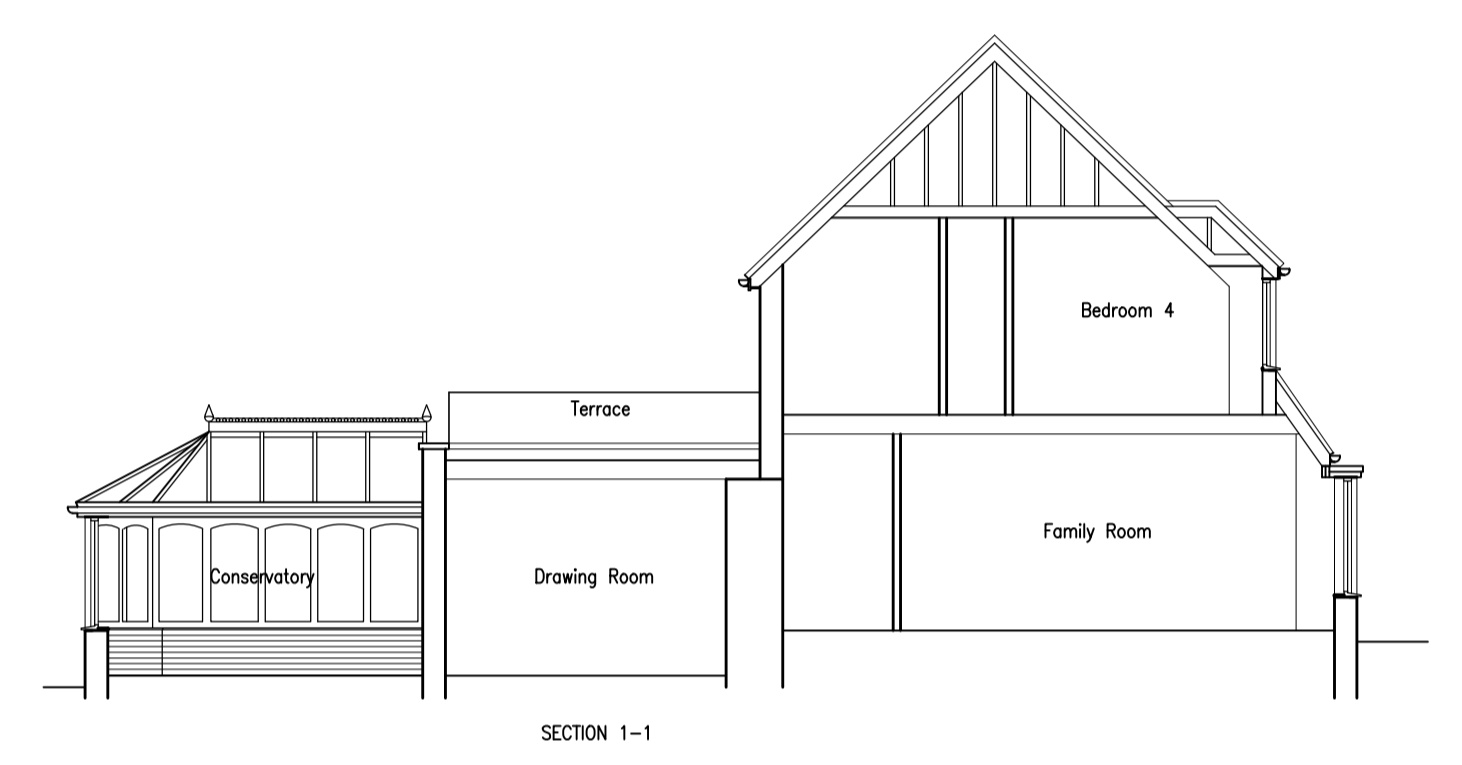 Bedroom 4
Terrace
Family Room
Conservatory
Drawing Room
SECTION 1-1